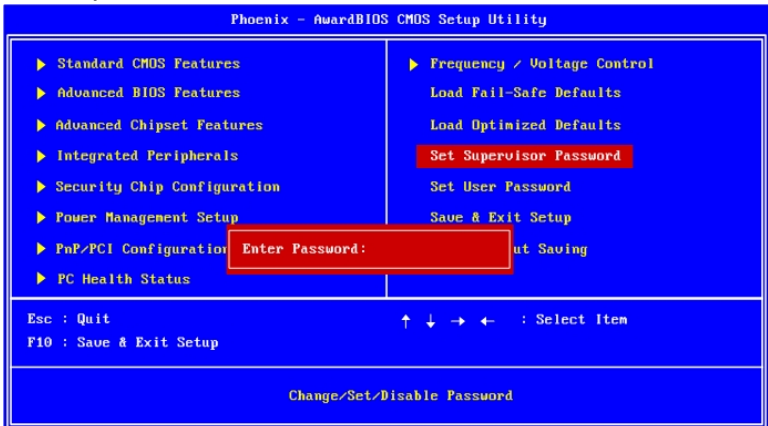 Phoenix - AwardBIOS CMOS Setup Utility
Standard CMOS Features
Advanced BIOS Features
Advanced Chipset Features
Integrated Peripherals
Security Chip Configuration
Power Management Setup
PnP/PCI Configuration
PC Health Status
Frequency / Voltage Control
Load Fail-Safe Defaults
Load Optimized Defaults
Set Supervisor Password
Set User Password
Save & Exit Setup
ut Saving
Enter Password:
Esc : Quit
F10 : Save & Exit Setup
↑ ↓ → ← : Select Item
Change/Set/Disable Password